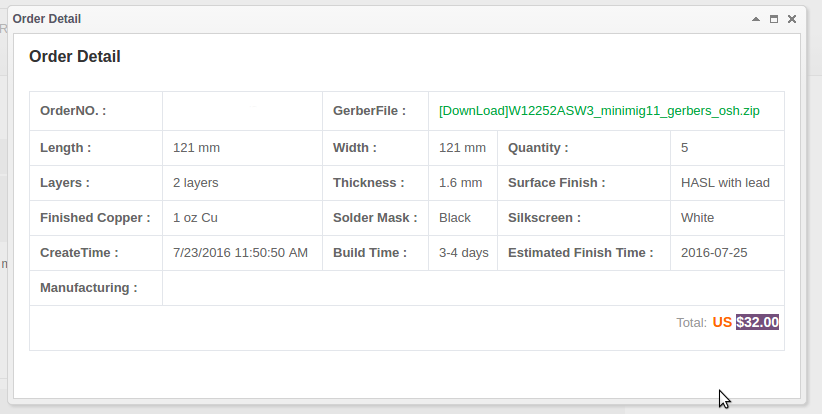 Order Detail
Order Detail
OrderNO. : GerberFile : [DownLoad]W12252ASW3_minimig11_gerbers_osh.zip
Length : 121 mm Width : 121 mm Quantity : 5
Layers : 2 layers Thickness : 1.6 mm Surface Finish : HASL with lead
Finished Copper : 1 oz Cu Solder Mask : Black Silkscreen : White
CreateTime : 7/23/2016 11:50:50 AM Build Time : 3-4 days Estimated Finish Time : 2016-07-25
Manufacturing :
Total: US $32.00